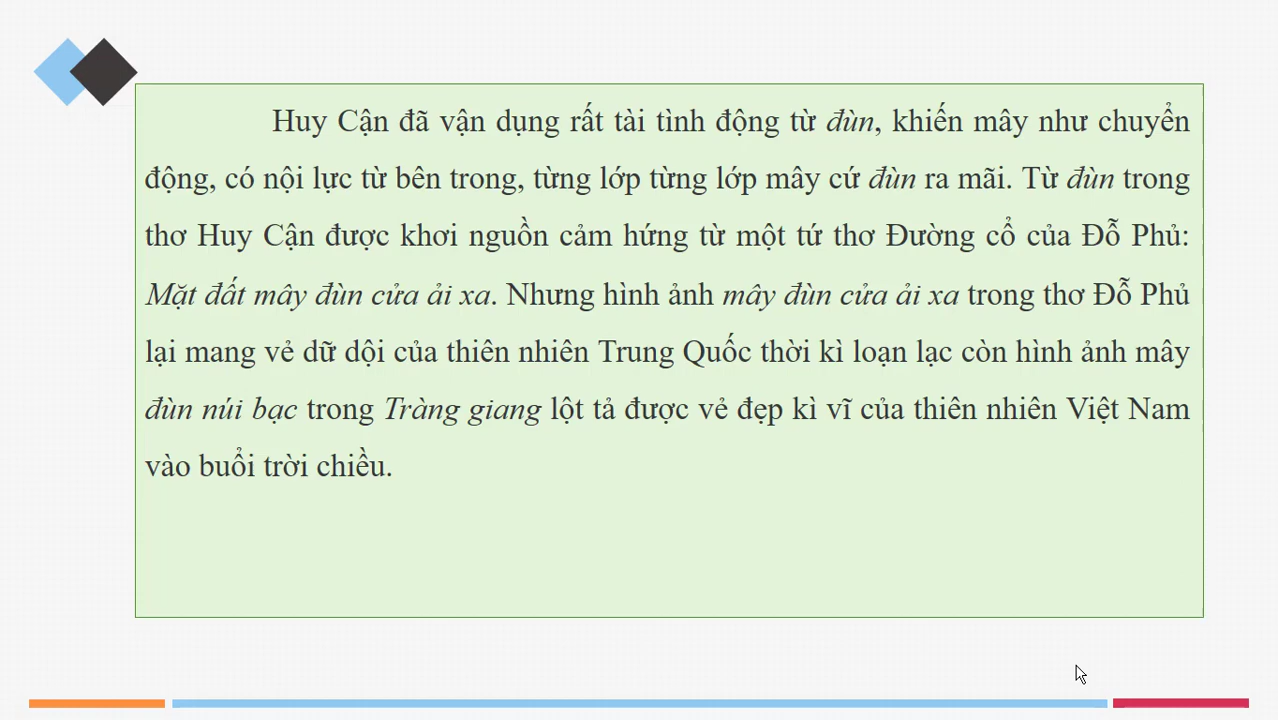 Huy Cận đã vận dụng rất tài tình động từ đùn, khiến mây như chuyển
động, có nội lực từ bên trong, từng lớp từng lớp mây cứ đùn ra mãi. Từ đùn trong
thơ Huy Cận được khơi nguồn cảm hứng từ một tứ thơ Đường cổ của Đỗ Phủ:
Mặt đất mây đùn cửa ải xa. Nhưng hình ảnh mây đùn cửa ải xa trong thơ Đỗ Phủ
lại mang vẻ dữ dội của thiên nhiên Trung Quốc thời kì loạn lạc còn hình ảnh mây
đùn núi bạc trong Tràng giang lột tả được vẻ đẹp kì vĩ của thiên nhiên Việt Nam
vào buổi trời chiều.